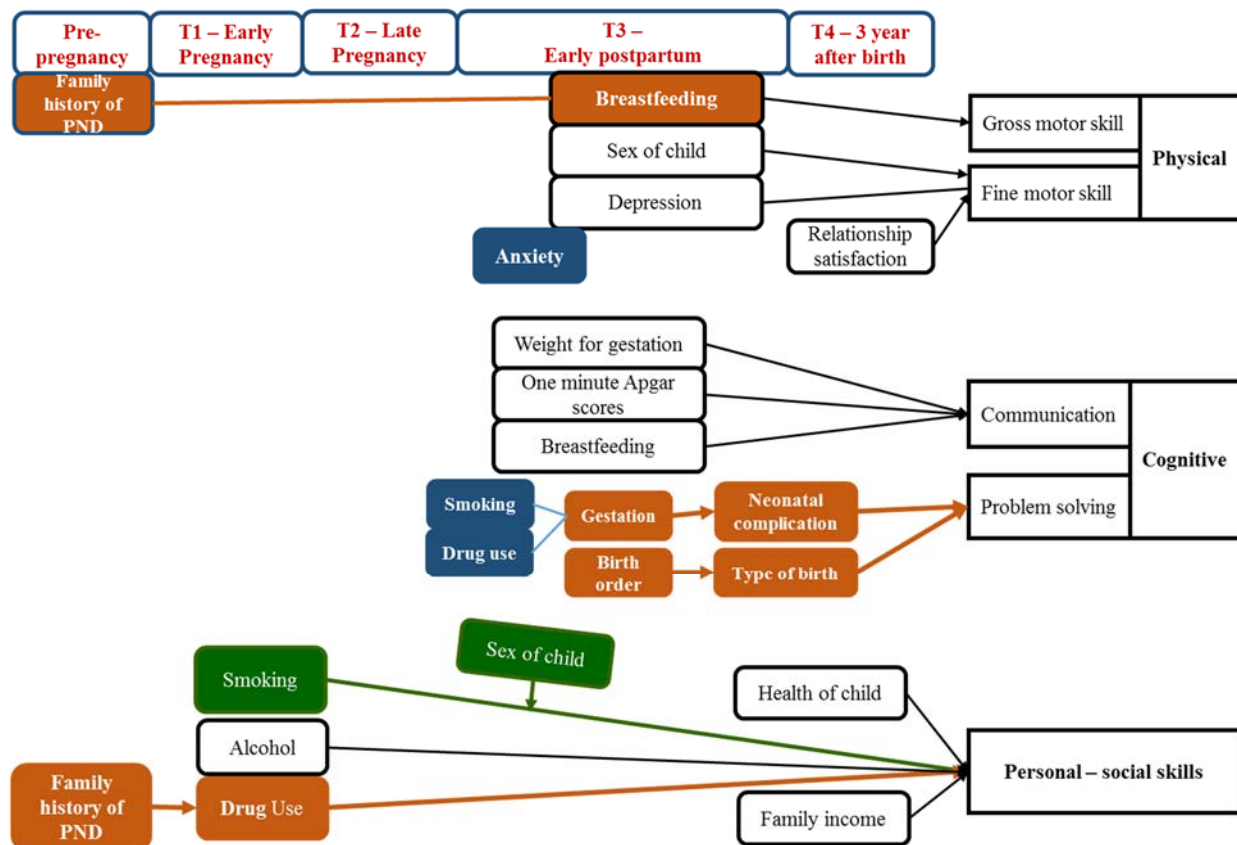 Pre-
pregnancy
T1 – Early
Pregnancy
T2 – Late
Pregnancy
T3 –
Early postpartum
T4 – 3 year
after birth
Family
history of
PND
Breastfeeding
Sex of child
Depression
Anxiety
Relationship
satisfaction
Gross motor skill
Fine motor skill
Physical
Weight for gestation
One minute Apgar
scores
Breastfeeding
Communication
Cognitive
Smoking
Drug use
Gestation
Neonatal
complication
Birth
order
Type of birth
Problem solving
Sex of child
Smoking
Alcohol
Family
history of
PND
Drug Use
Health of child
Family income
Personal – social skills